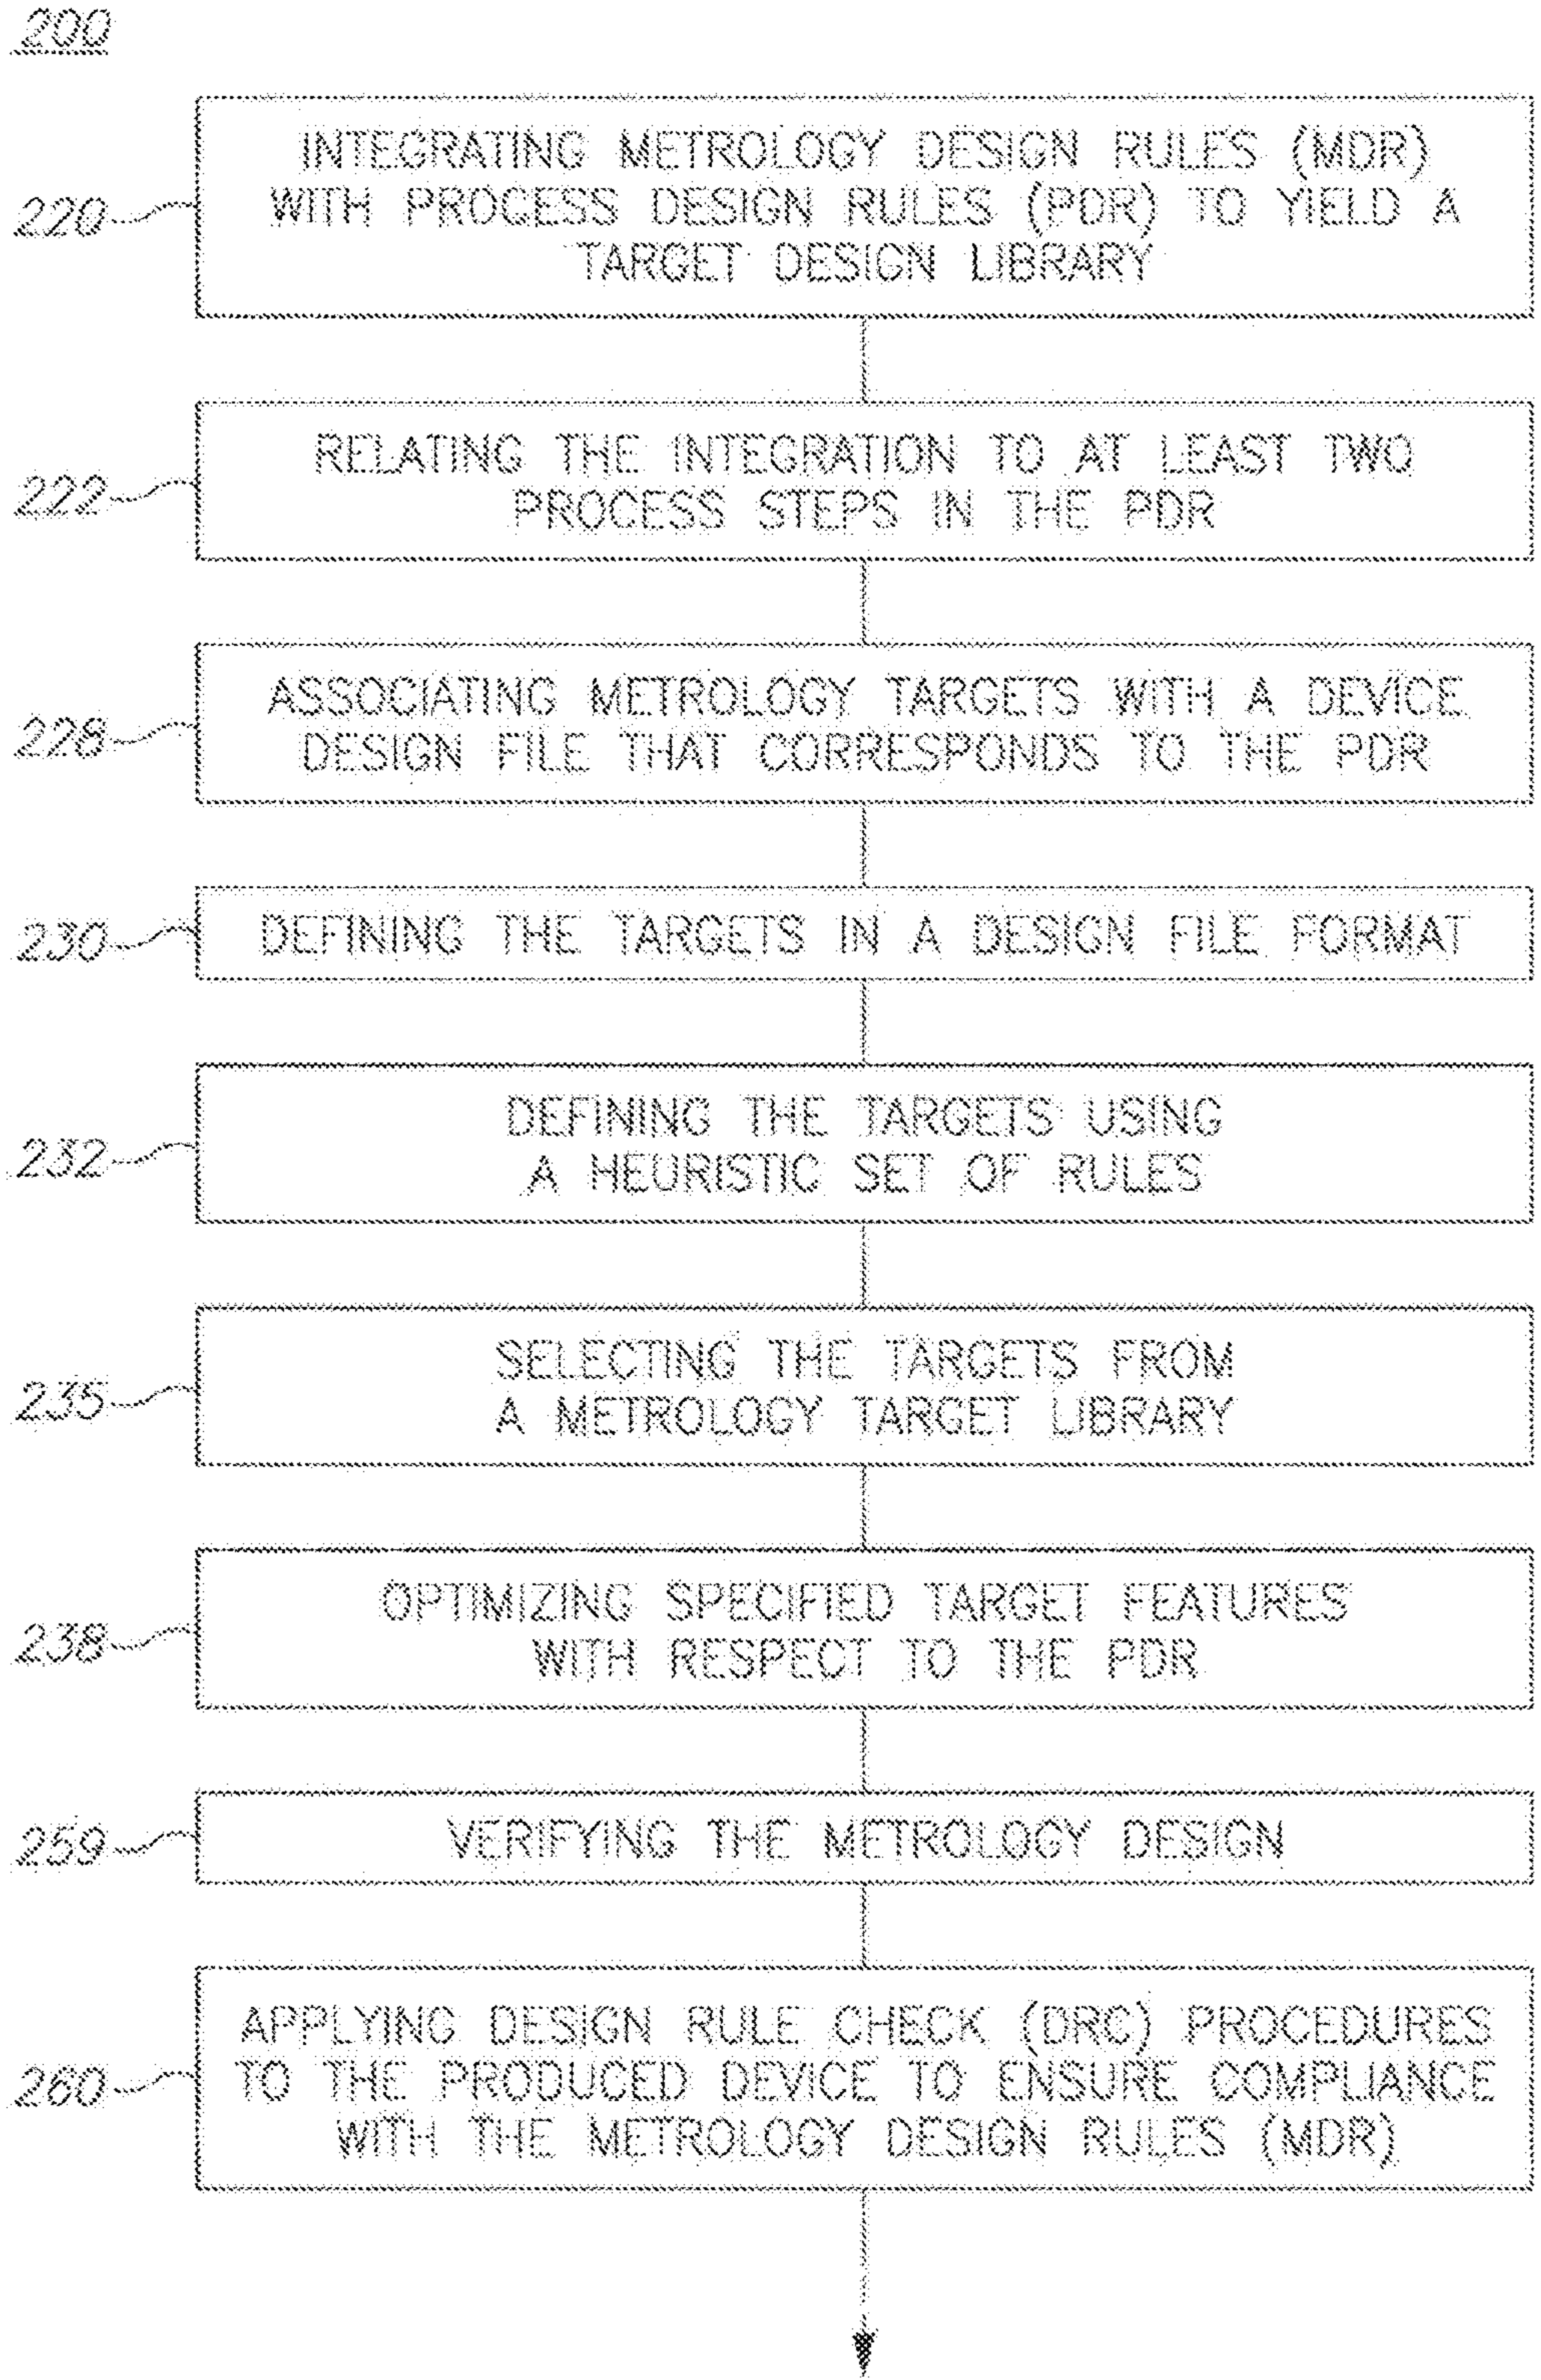 200
220
INTEGRATING METROLOGY DESIGN RULES (MDR)
WITH PROCESS DESIGN RULES (PDR) TO YIELD A
TARGET DESIGN LIBRARY
222
RELATING THE INTEGRATION TO AT LEAST TWO
PROCESS STEPS IN THE PDR
228
ASSOCIATING METROLOGY TARGETS WITH A DEVICE
DESIGN FILE THAT CORRESPONDS TO THE PDR
230
DEFINING THE TARGETS IN A DESIGN FILE FORMAT
232
DEFINING THE TARGETS USING
A HEURISTIC SET OF RULES
235
SELECTING THE TARGETS FROM
A METROLOGY TARGET LIBRARY
238
OPTIMIZING SPECIFIED TARGET FEATURES
WITH RESPECT TO THE PDR
259
VERIFYING THE METROLOGY DESIGN
260
APPLYING DESIGN RULE CHECK (DRC) PROCEDURES
TO THE PRODUCED DEVICE TO ENSURE COMPLIANCE
WITH THE METROLOGY DESIGN RULES (MDR)